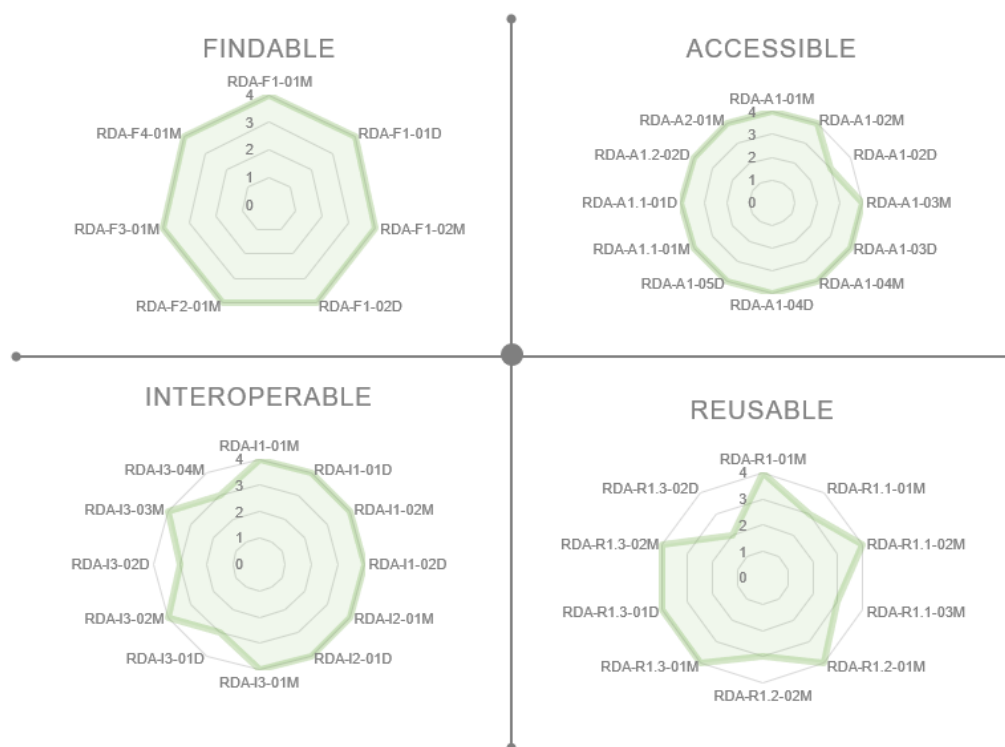 FINDABLE
RDA-F1-01M
4
3
2
1
0
RDA-F4-01M
RDA-F1-01D
RDA-F3-01M
RDA-F1-02M
RDA-F2-01M
RDA-F1-02D
ACCESSIBLE
RDA-A1-01M
4
3
2
1
0
RDA-A2-01M
RDA-A1-02M
RDA-A1.2-02D
RDA-A1-02D
RDA-A1.1-01D
RDA-A1-03M
RDA-A1.1-01M
RDA-A1-03D
RDA-A1-05D
RDA-A1-04M
RDA-A1-04D
INTEROPERABLE
RDA-I1-01M
4
3
2
1
0
RDA-I3-04M
RDA-I1-01D
RDA-I3-03M
RDA-I1-02M
RDA-I3-02D
RDA-I1-02D
RDA-I3-02M
RDA-I2-01M
RDA-I3-01D
RDA-I2-01D
RDA-I3-01M
REUSABLE
RDA-R1-01M
4
3
2
1
0
RDA-R1.3-02D
RDA-R1.1-01M
RDA-R1.3-02M
RDA-R1.1-02M
RDA-R1.3-01D
RDA-R1.1-03M
RDA-R1.3-01M
RDA-R1.2-01M
RDA-R1.2-02M